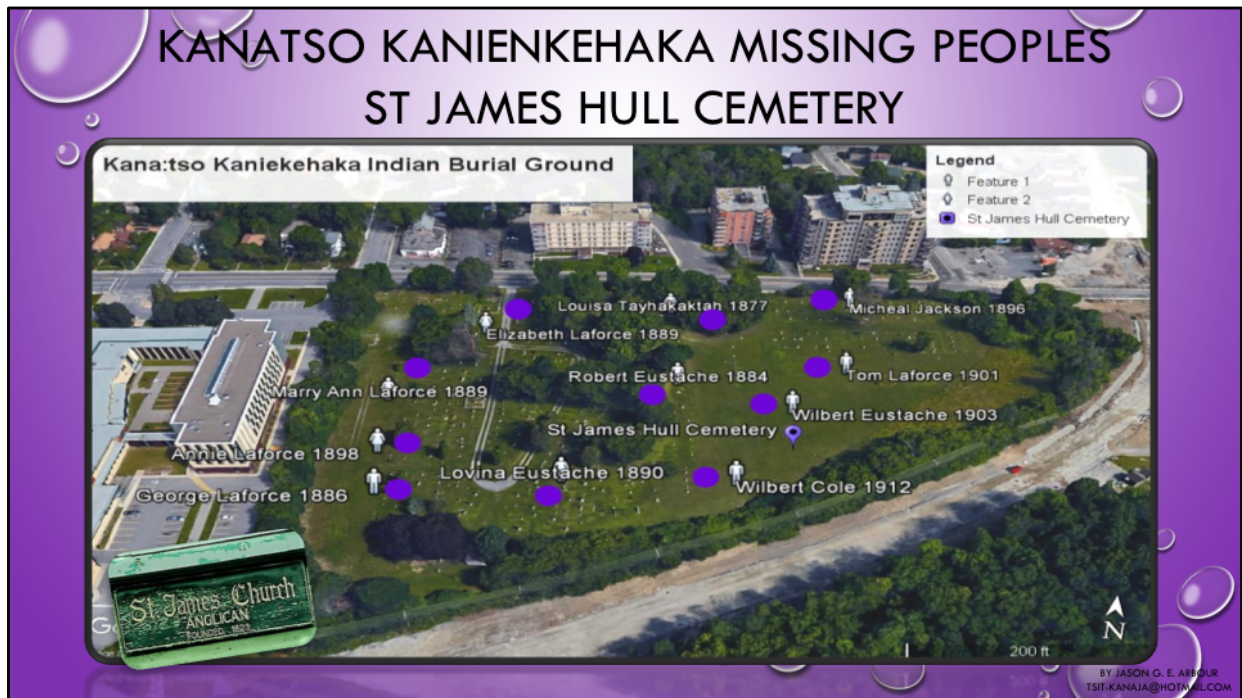 KANATSO KANIENKEHAKA MISSING PEOPLES
ST JAMES HULL CEMETERY
Kana:tso Kaniekehaka Indian Burial Ground
Legend
Feature 1
Feature 2
St James Hull Cemetery
Louisa Tayhakaktah 1877
Micheal Jackson 1896
Elizabeth Laforce 1889
Robert Eustache 1884
Tom Laforce 1901
Marry Ann Laforce 1889
Wilbert Eustache 1903
St James Hull Cemetery
Annie Laforce 1898
Lovina Eustache 1890
Wilbert Cole 1912
George Laforce 1886
St. James Church
ANGLICAN
FOUNDED
N
200 ft
BY JASON G. E. ARBOUR
TSIT-KANAJA@HOTMAIL.COM